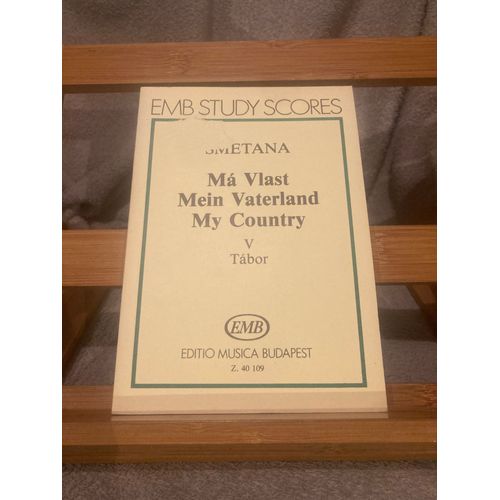 EMB STUDY SCORES
SMETANA
Má Vlast
Mein Vaterland
My Country
V
Tábor
EMB
EDITIO MUSICA BUDAPEST
Z. 40 109